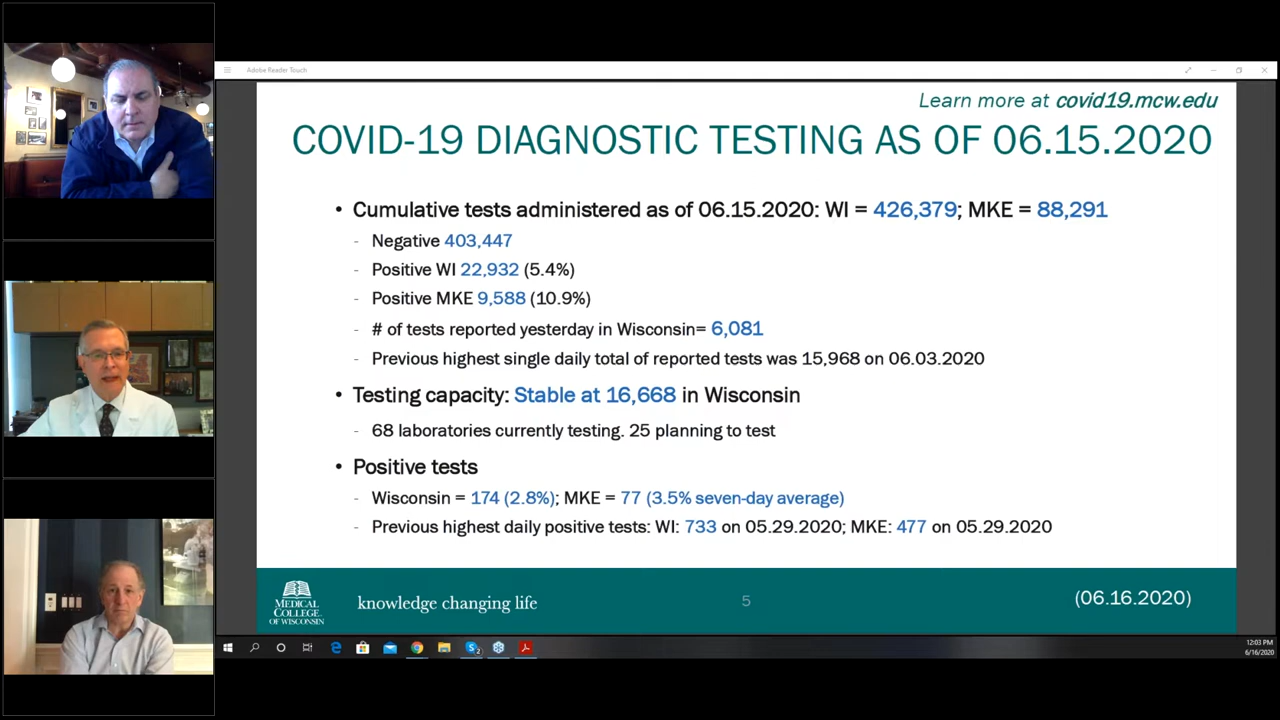 Adobe Reader Touch
Learn more at covid19.mcw.edu
COVID-19 DIAGNOSTIC TESTING AS OF 06.15.2020
• Cumulative tests administered as of 06.15.2020: WI = 426,379; MKE = 88,291
- Negative 403,447
- Positive WI 22,932 (5.4%)
- Positive MKE 9,588 (10.9%)
- # of tests reported yesterday in Wisconsin= 6,081
- Previous highest single daily total of reported tests was 15,968 on 06.03.2020
• Testing capacity: Stable at 16,668 in Wisconsin
- 68 laboratories currently testing. 25 planning to test
• Positive tests
- Wisconsin = 174 (2.8%); MKE = 77 (3.5% seven-day average)
- Previous highest daily positive tests: WI: 733 on 05.29.2020; MKE: 477 on 05.29.2020
MEDICAL
COLLEGE
OF WISCONSIN
knowledge changing life
5
(06.16.2020)
12:03 PM
6/16/2020